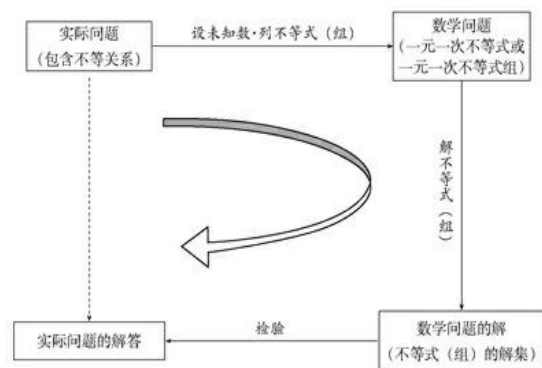 实际问题
(包含不等关系)
设未知数·列不等式（组）
数学问题
(一元一次不等式或
一元一次不等式组)
解不等式（组）
实际问题的解答
检验
数学问题的解
(不等式（组）的解集)